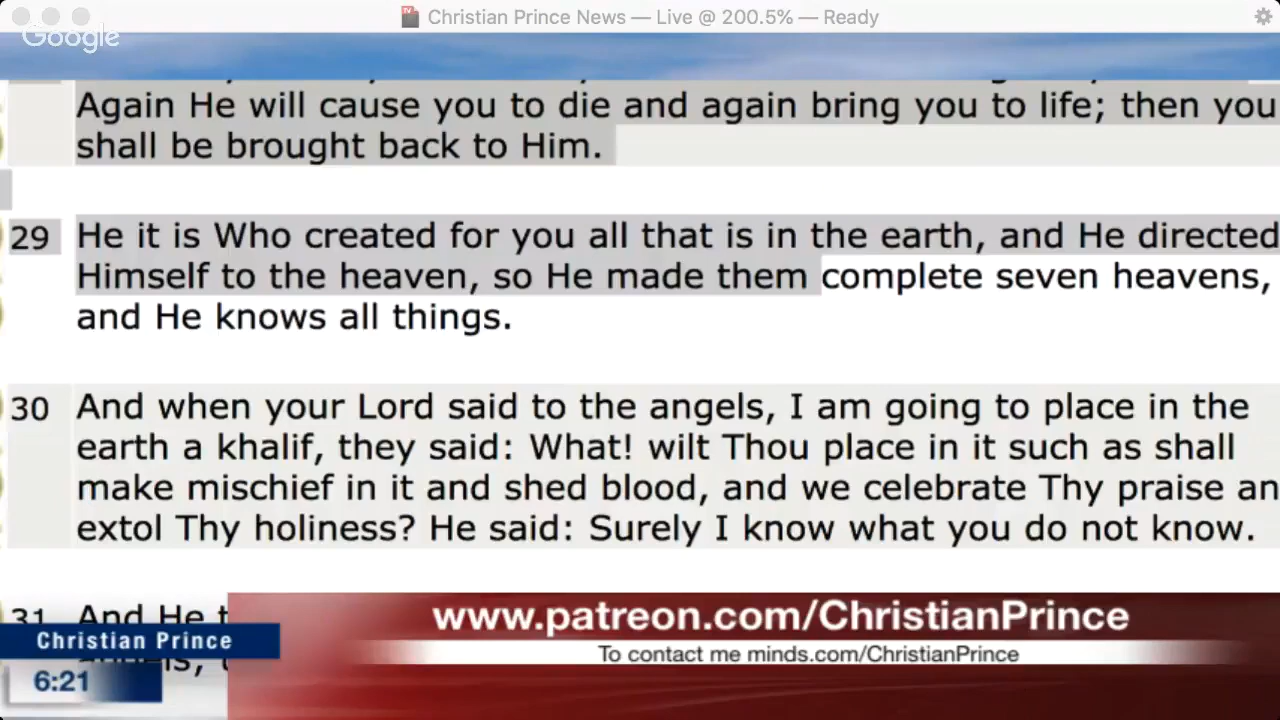 Christian Prince News — Live @ 200.5% — Ready
Google
Again He will cause you to die and again bring you to life; then you
shall be brought back to Him.
29 He it is Who created for you all that is in the earth, and He directed
Himself to the heaven, so He made them complete seven heavens,
and He knows all things.
30 And when your Lord said to the angels, I am going to place in the
earth a khalif, they said: What! wilt Thou place in it such as shall
make mischief in it and shed blood, and we celebrate Thy praise an
extol Thy holiness? He said: Surely I know what you do not know.
31 And He t
www.patreon.com/ChristianPrince
Christian Prince
To contact me minds.com/ChristianPrince
6:21